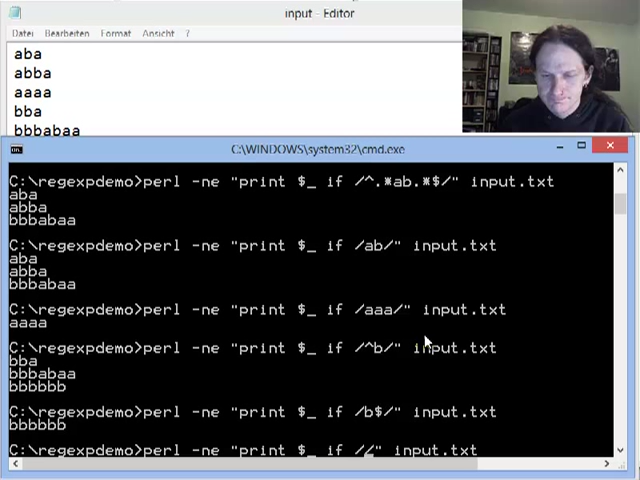 input - Editor
Datei Bearbeiten Format Ansicht ?
aba
abba
aaaa
bba
bbbabaa
C:\WINDOWS\system32\cmd.exe
C:\regexpdemo>perl -ne "print $_ if /^.*ab.*$/" input.txt
aba
abba
bbbabaa
C:\regexpdemo>perl -ne "print $_ if /ab/" input.txt
aba
abba
bbbabaa
C:\regexpdemo>perl -ne "print $_ if /aaa/" input.txt
aaaa
C:\regexpdemo>perl -ne "print $_ if /^b/" input.txt
bba
bbbabaa
bbbbbb
C:\regexpdemo>perl -ne "print $_ if /b$/" input.txt
bbbbbb
C:\regexpdemo>perl -ne "print $_ if //" input.txt